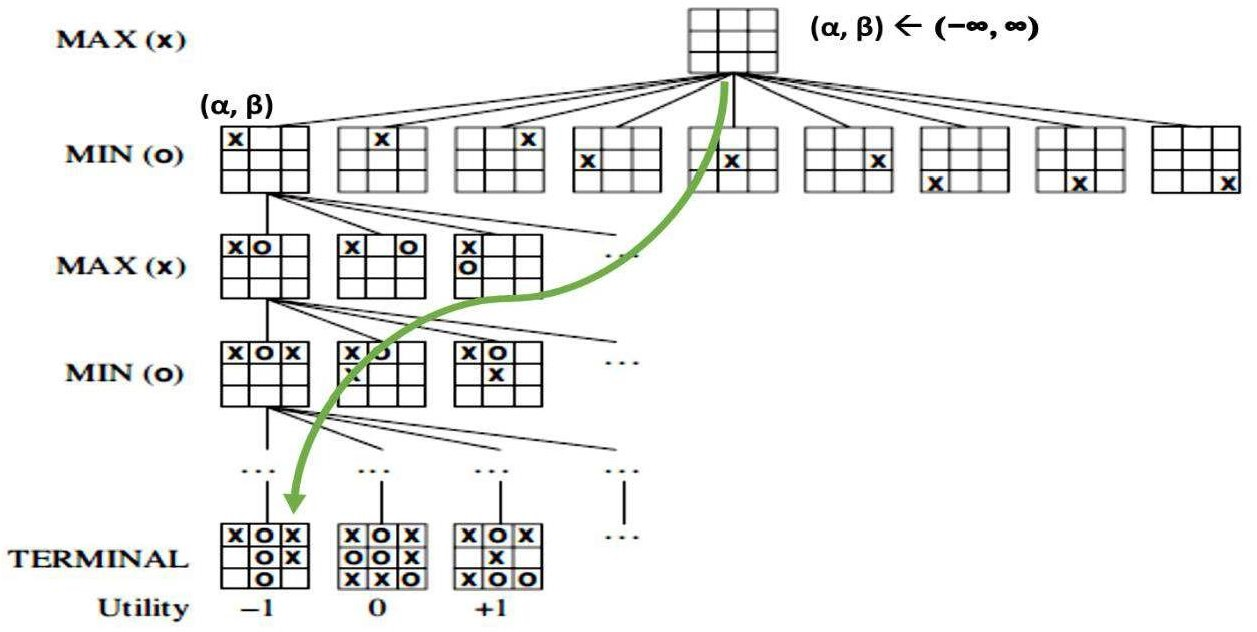 MAX (x)
(α, β) ← (−∞, ∞)
(α, β)
MIN (o)
x x x x x x x x x
MAX (x)
x o x o x
...
o
MIN (o)
x o x x o x o
...
x x
... ... ... ...
TERMINAL
x o x x o x x o x
...
o x o o x x
o x x o x o o
Utility −1 0 +1